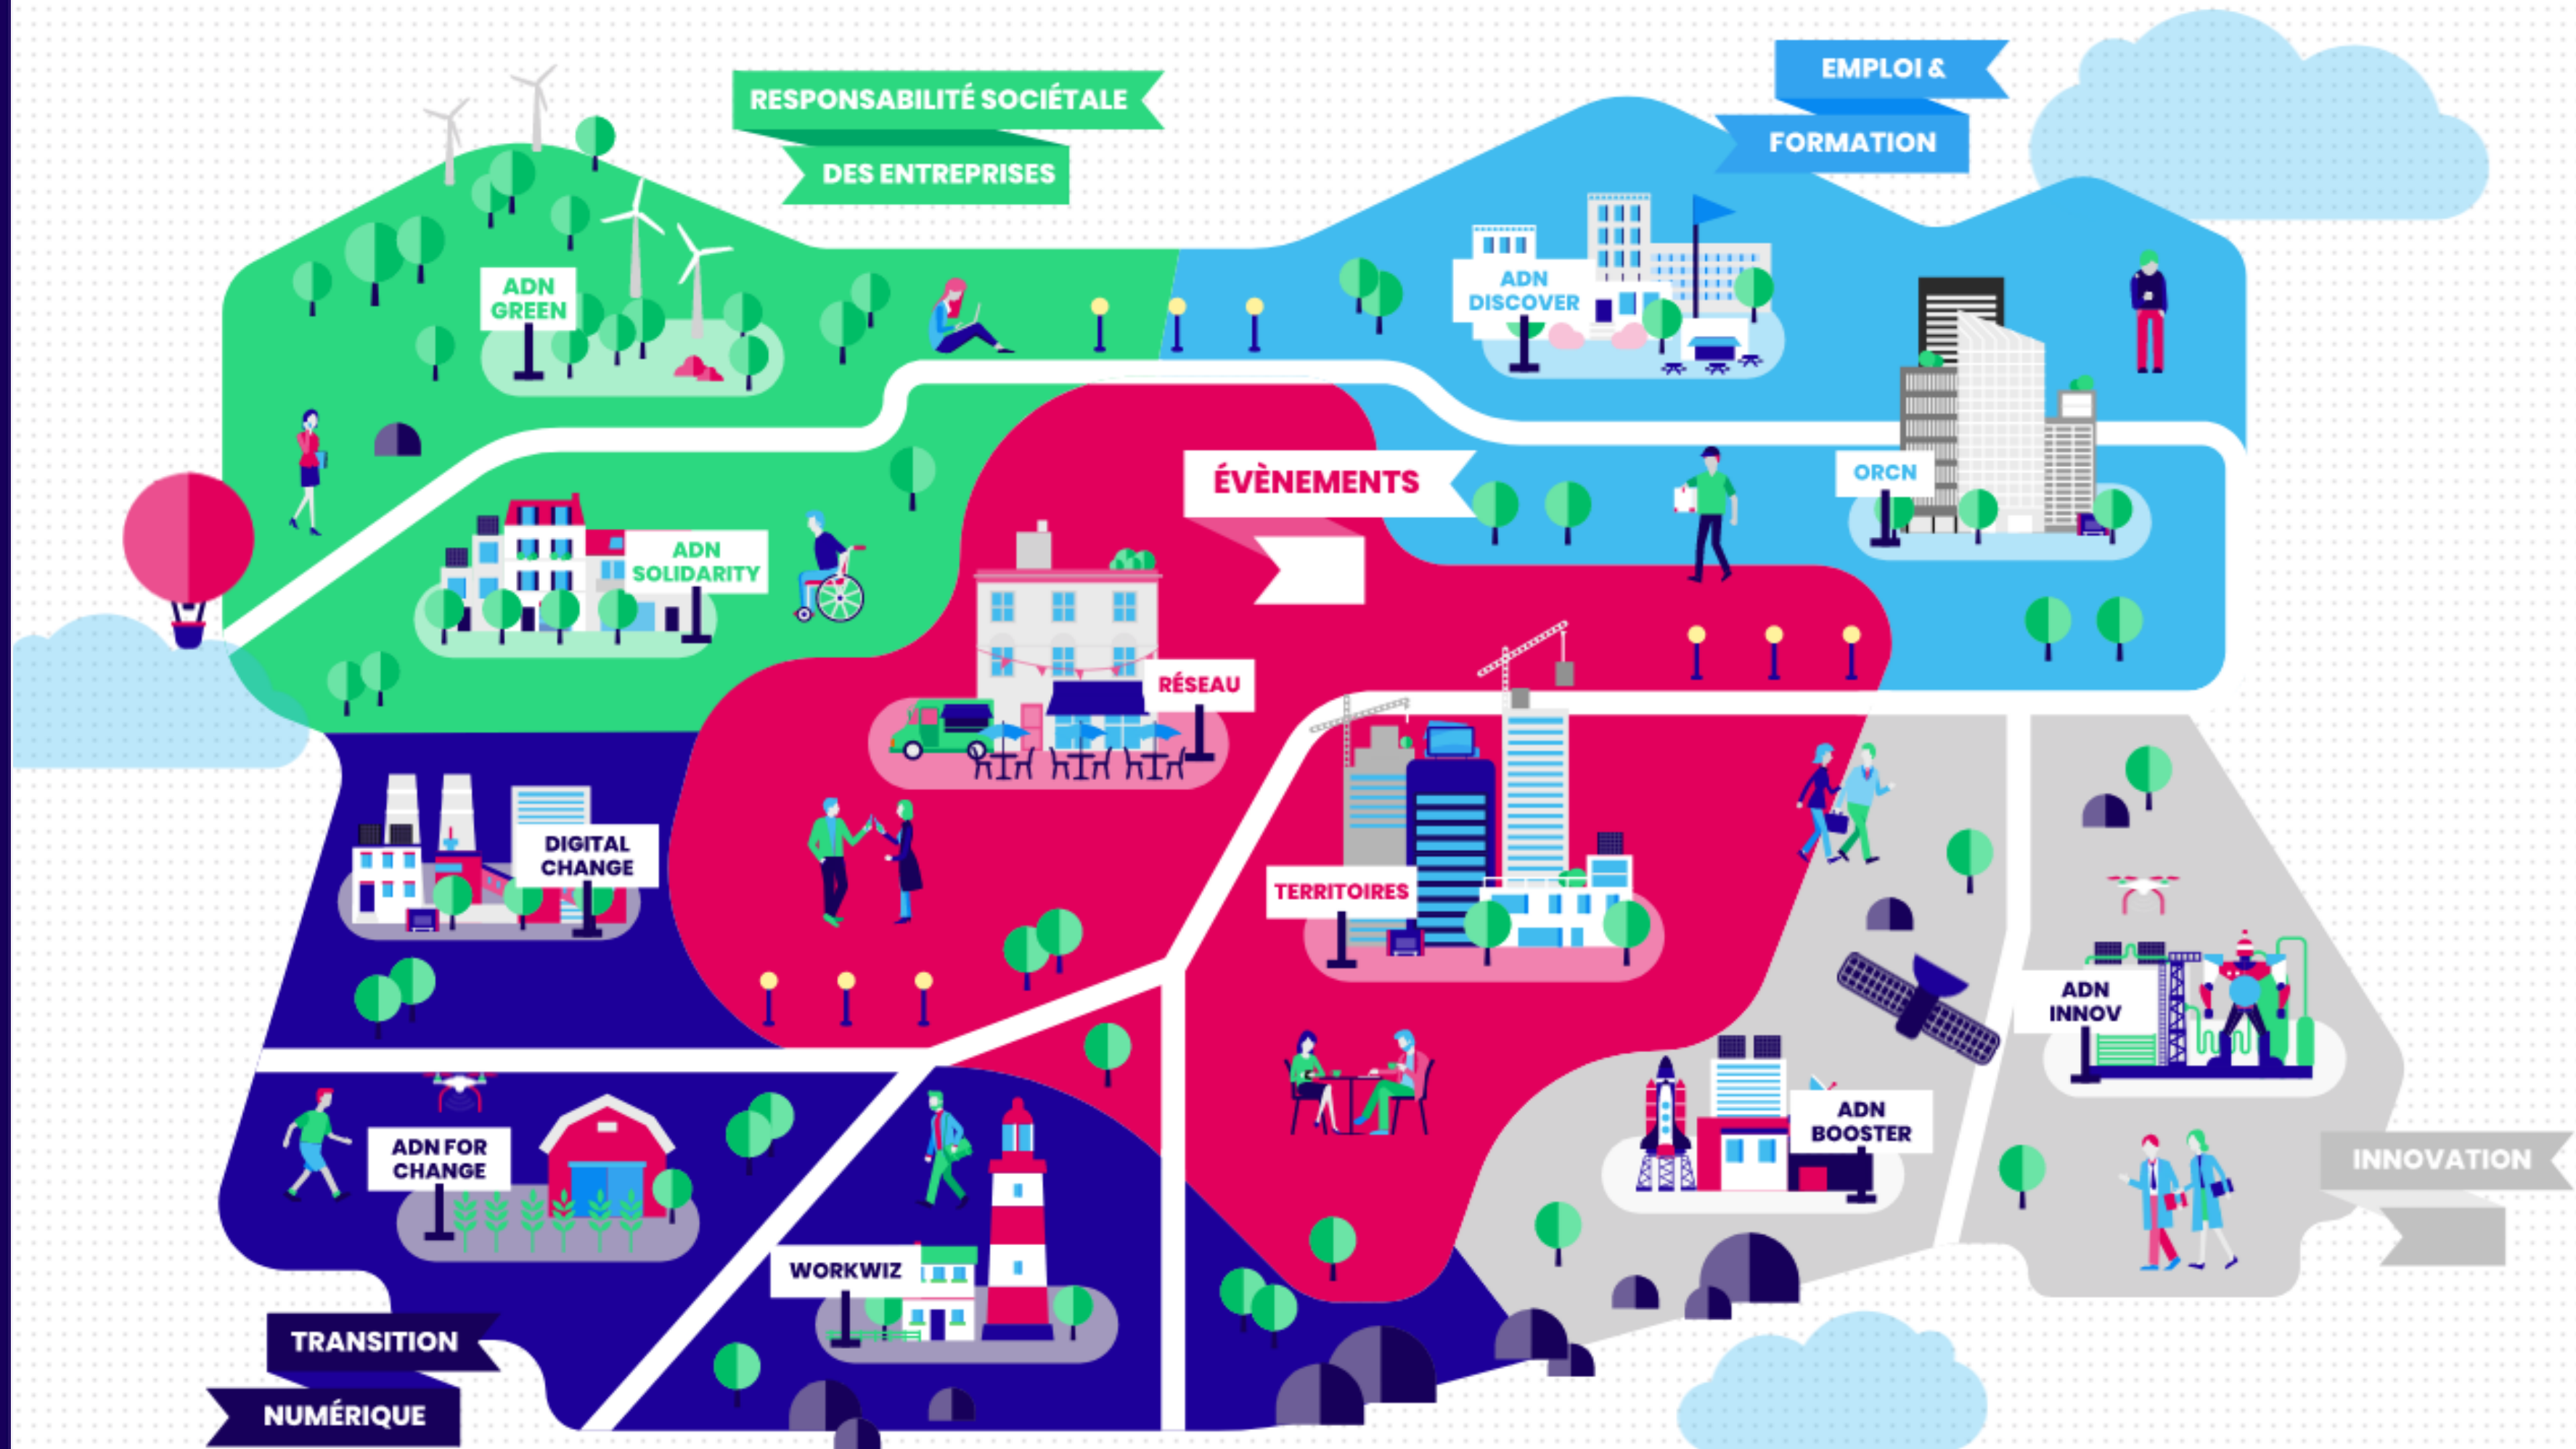 RESPONSABILITÉ SOCIÉTALE
DES ENTREPRISES
EMPLOI &
FORMATION
ADN
GREEN
ADN
DISCOVER
ÉVÈNEMENTS
ORCN
ADN
SOLIDARITY
RÉSEAU
DIGITAL
CHANGE
TERRITOIRES
ADN
INNOV
ADN FOR
CHANGE
ADN
BOOSTER
INNOVATION
WORKWIZ
TRANSITION
NUMÉRIQUE